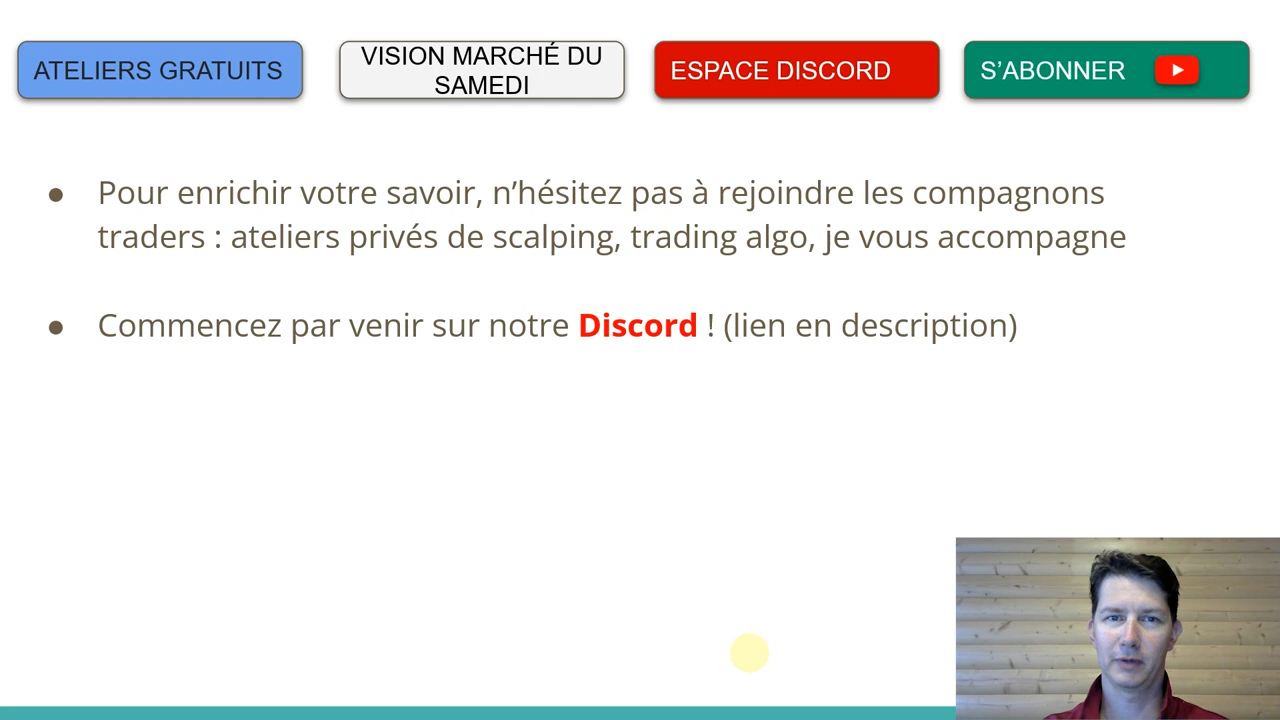 ATELIERS GRATUITS
VISION MARCHÉ DU
SAMEDI
ESPACE DISCORD
S’ABONNER
● Pour enrichir votre savoir, n’hésitez pas à rejoindre les compagnons
traders : ateliers privés de scalping, trading algo, je vous accompagne
● Commencez par venir sur notre Discord ! (lien en description)